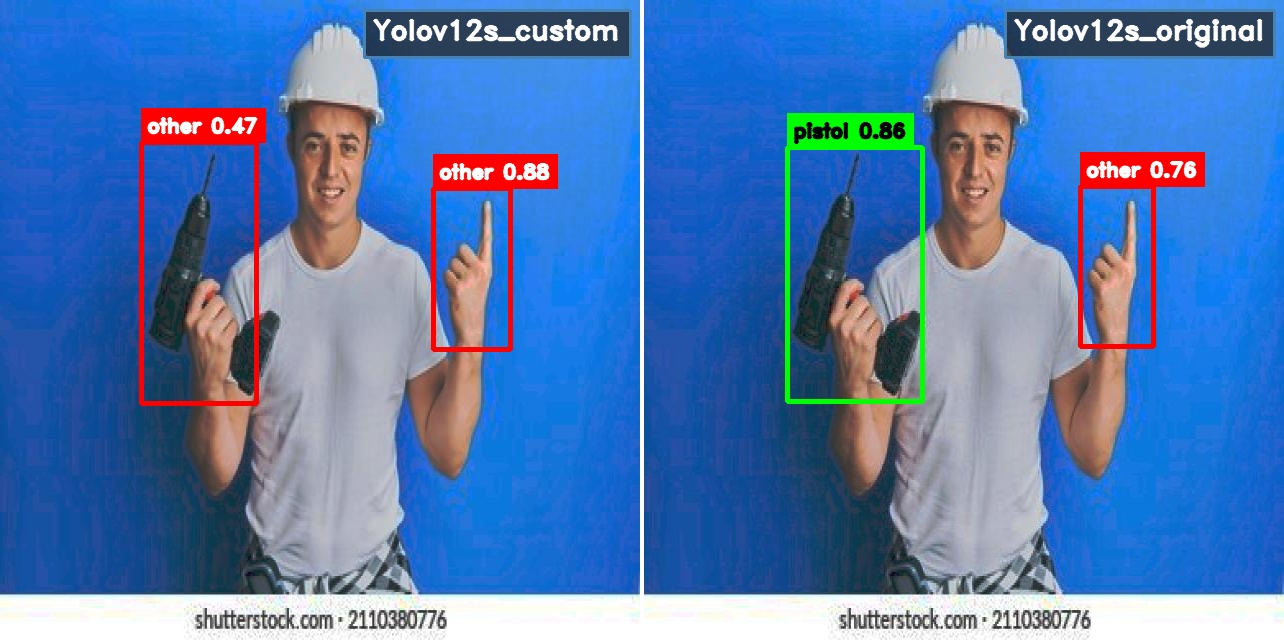 Yolov12s_custom
other 0.47
other 0.88
shutterstock.com · 2110380776
Yolov12s_original
pistol 0.86
other 0.76
shutterstock.com · 2110380776